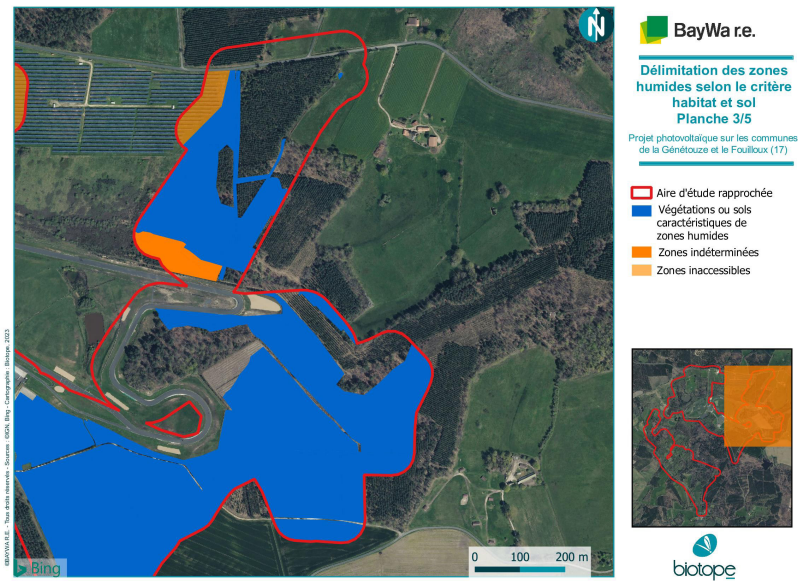 N
BayWa r.e.
Délimitation des zones
humides selon le critère
habitat et sol
Planche 3/5
Projet photovoltaïque sur les communes
de la Génétouze et le Fouilloux (17)
Aire d'étude rapprochée
Végétations ou sols
caractéristiques de
zones humides
Zones indéterminées
Zones inaccessibles
biotope
©BAYWA R.E. - Tous droits réservés - Sources : ©IGN, Bing - Cartographie : Biotope, 2023
Bing
0 100 200 m